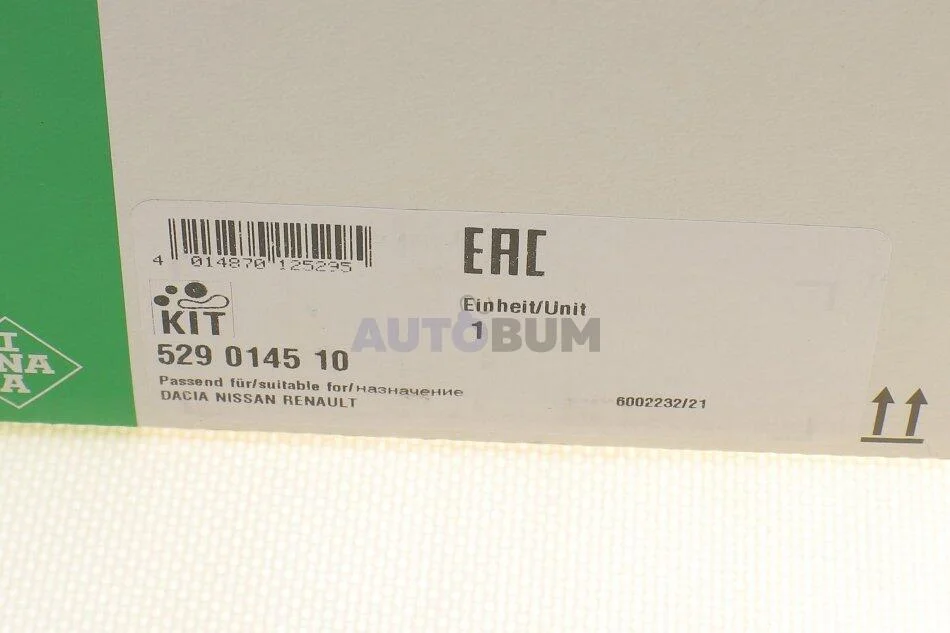 4 014870 125295
EAC
KIT
Einheit/Unit
1
AUTOBUM
529 0145 10
Passend für/suitable for/назначение
DACIA NISSAN RENAULT
6002232/21
I
NA
A